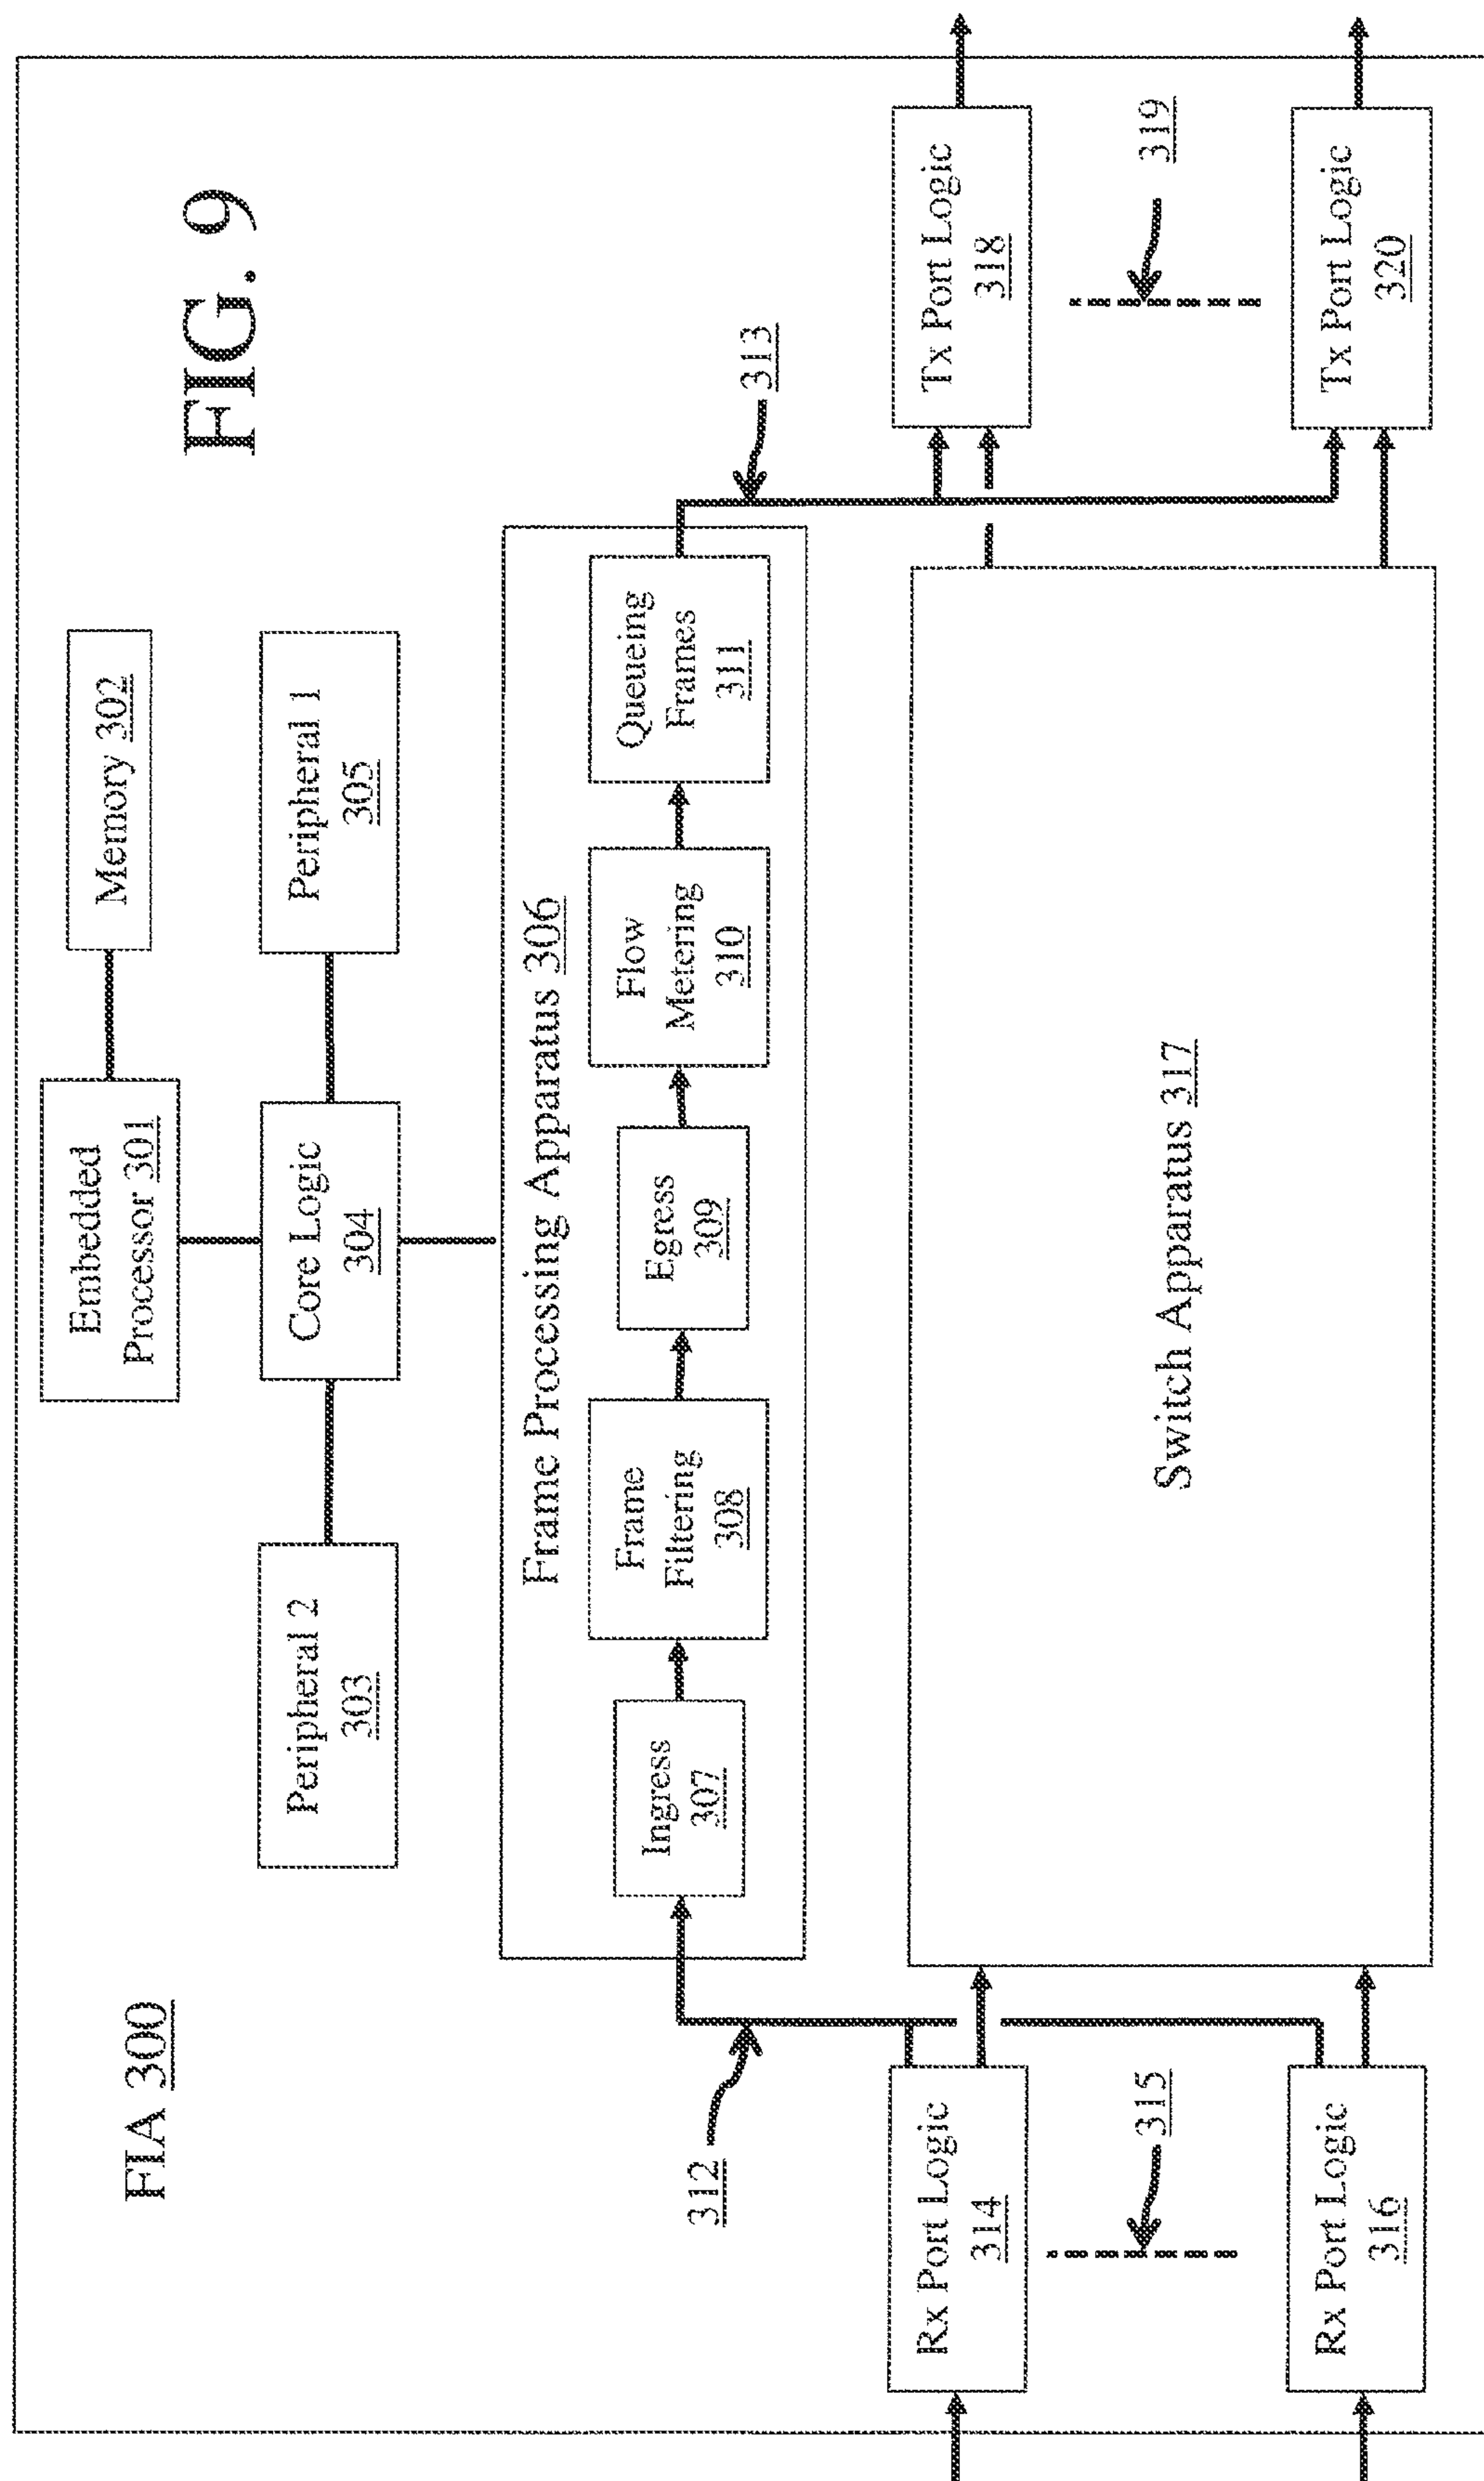 FIG. 9
FIA 300
Embedded
Processor 301
Memory 302
Peripheral 2
303
Core Logic
304
Peripheral 1
305
Frame Processing Apparatus 306
Ingress
307
Frame
Filtering
308
Egress
309
Flow
Metering
310
Queueing
Frames
311
312
313
Rx Port Logic
314
315
Rx Port Logic
316
Switch Apparatus 317
Tx Port Logic
318
319
Tx Port Logic
320